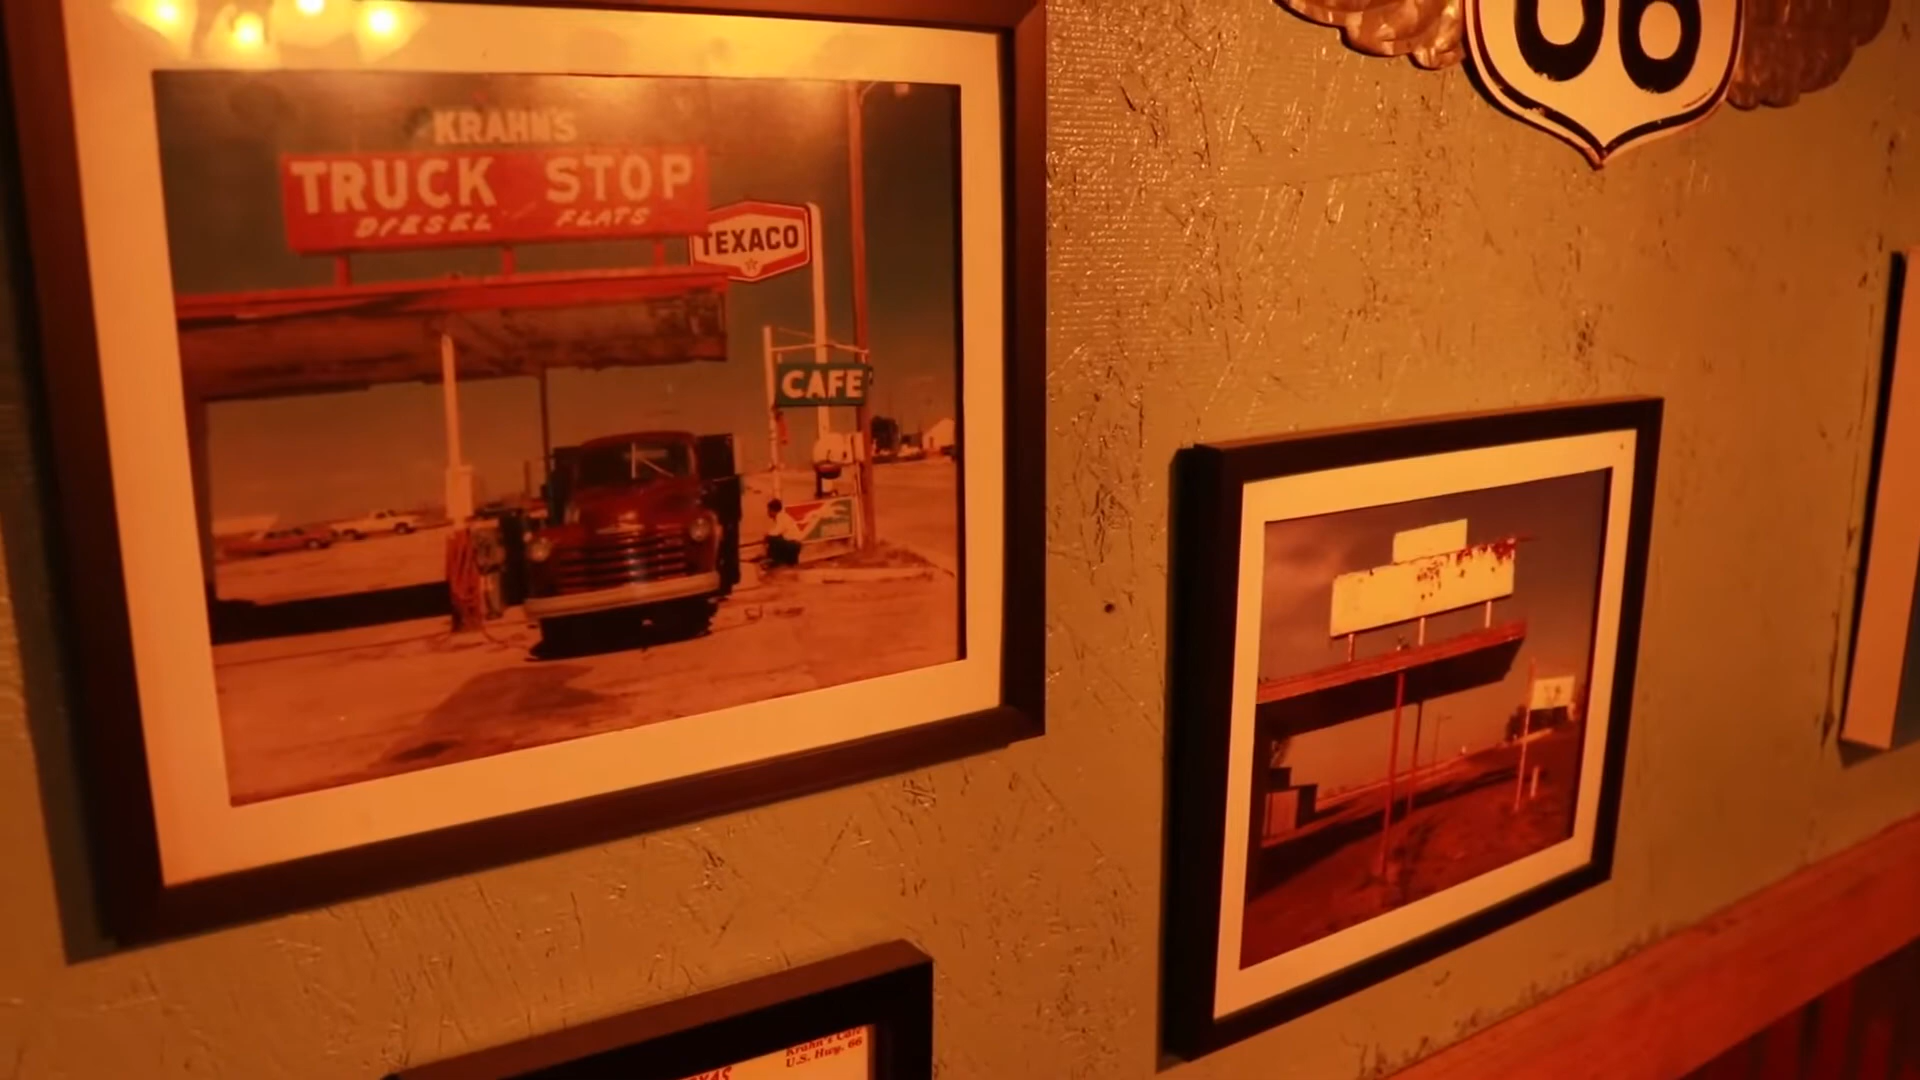 KRAHN'S
TRUCK STOP
DIESEL FLATS
TEXACO
CAFE
66
Krahn's Cafe
U.S. Hwy. 66